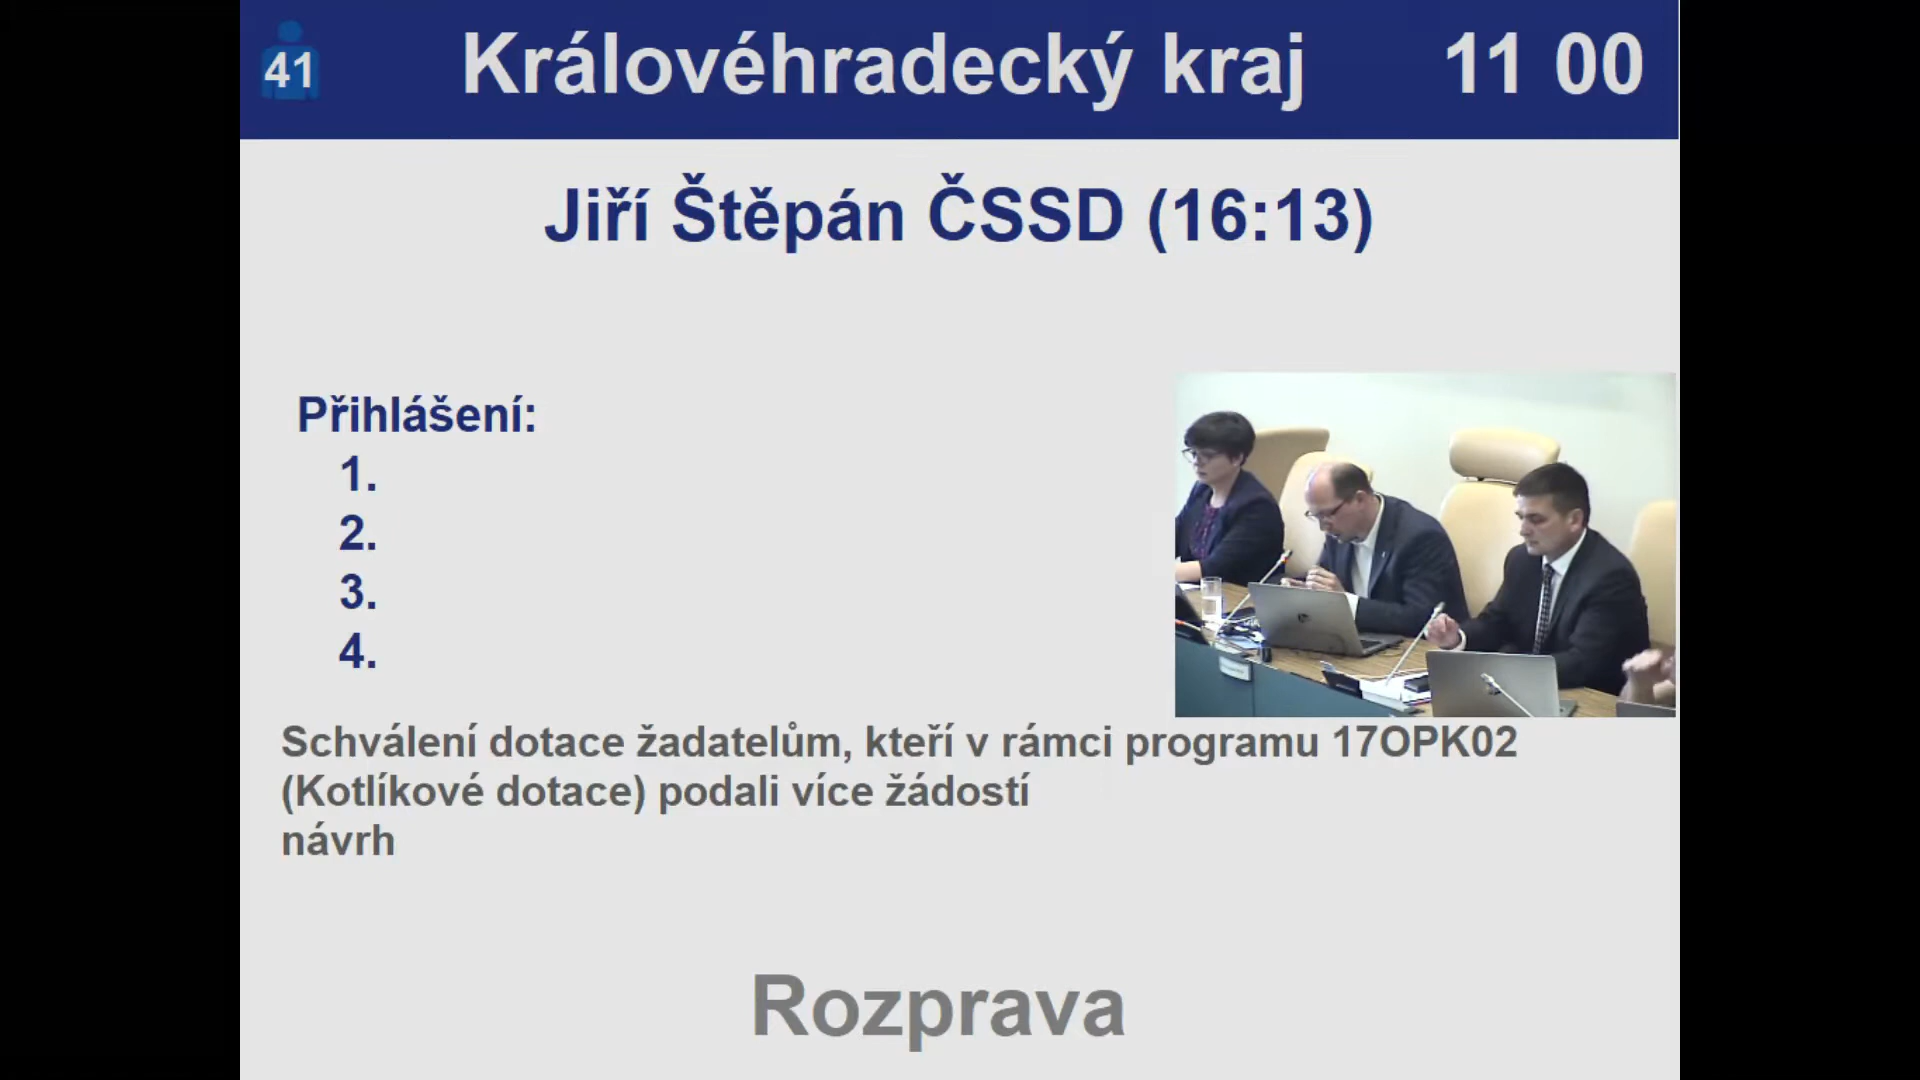 41 Královéhradecký kraj 11 00
Jiří Štěpán ČSSD (16:13)
Přihlášení:
1.
2.
3.
4.
Schválení dotace žadatelům, kteří v rámci programu 17OPK02
(Kotlíkové dotace) podali více žádostí
návrh
Rozprava